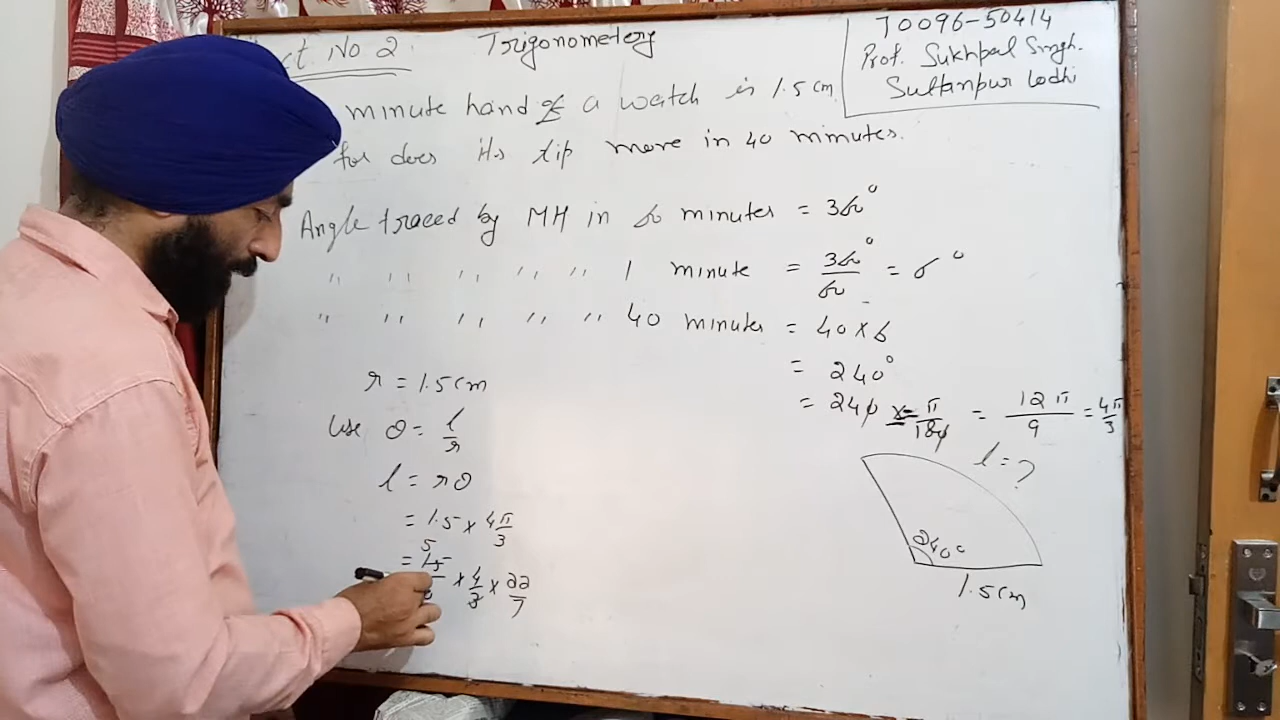 ct. No 2. Trigonometery
70096-50414
Prof. Sukhpal Singh.
Sultanpur Lodhi
minute hand of a watch is 1.5 cm
far does its tip move in 40 minutes.
Angle traced by MH in 60 minutes = 360°
" " " " " 1 minute = 360°/60 = 6°
" " " " " 40 minutes = 40 × 6
= 240°
= 240 × π/180 = 12π/9 = 4π/3
r = 1.5 cm
Use θ = l/r
l = rθ
= 1.5 × 4π/3
5
= 15/ × 4/3 × 22/7
l = ?
240°
1.5 cm